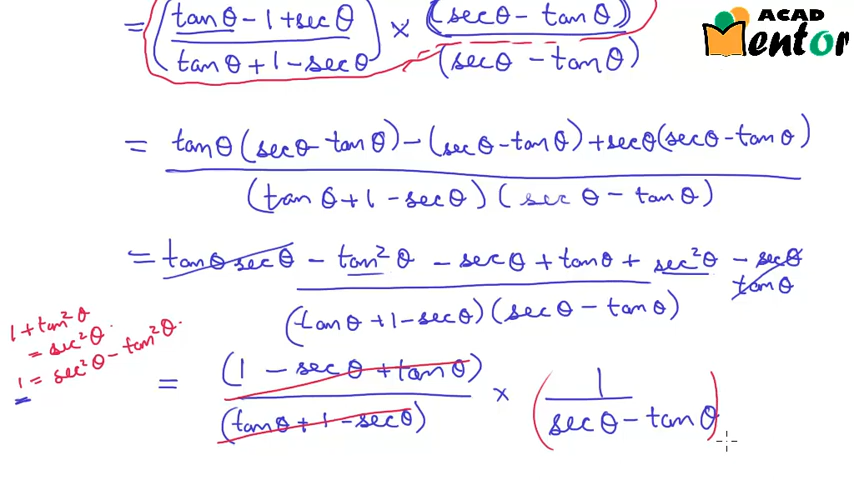 = (tanθ - 1 + secθ / tanθ + 1 - secθ) × (secθ - tanθ) / (secθ - tanθ)
ACAD
Mentor
= tanθ (secθ - tanθ) - (secθ - tanθ) + secθ (secθ - tanθ) / (tanθ + 1 - secθ) (secθ - tanθ)
= tanθ secθ - tan²θ - secθ + tanθ + sec²θ - secθ tanθ / (tanθ + 1 - secθ) (secθ - tanθ)
1 + tan²θ
= sec²θ.
1 = sec²θ - tan²θ.
= (1 - secθ + tanθ) / (tanθ + 1 - secθ) × (1 / secθ - tanθ)